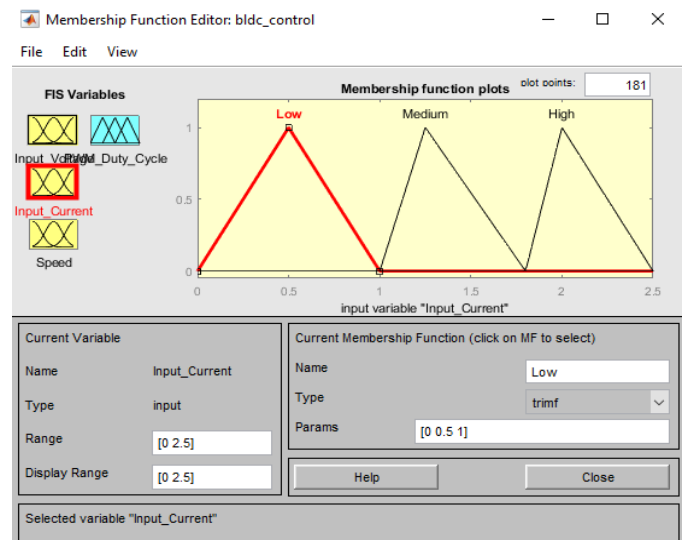 Membership Function Editor: bldc_control
File Edit View
FIS Variables
Membership function plots
plot points:
181
Low
Medium
High
1
0.5
0
0
0.5
1
1.5
2
2.5
input variable "Input_Current"
Input_Voltage
PWM_Duty_Cycle
Input_Current
Speed
Current Variable
Name
Input_Current
Type
input
Range
[0 2.5]
Display Range
[0 2.5]
Current Membership Function (click on MF to select)
Name
Low
Type
trimf
Params
[0 0.5 1]
Help
Close
Selected variable "Input_Current"